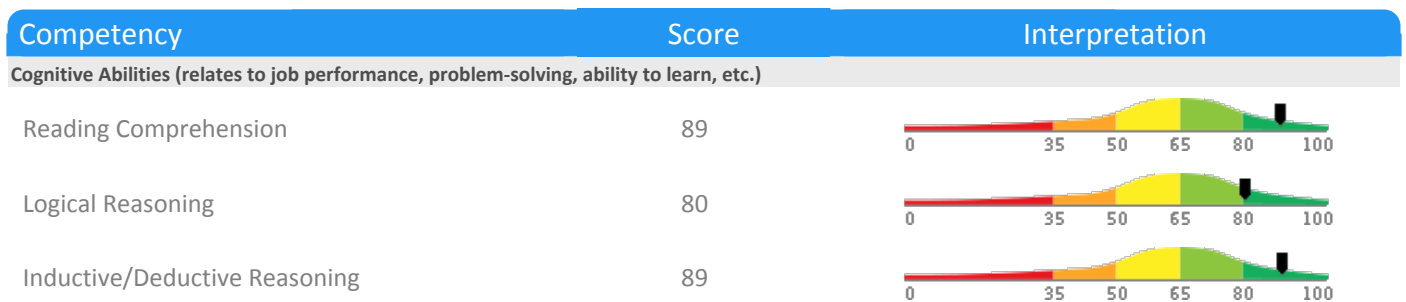 Competency Score Interpretation
Cognitive Abilities (relates to job performance, problem-solving, ability to learn, etc.)
Reading Comprehension 89
0 35 50 65 80 100
Logical Reasoning 80
0 35 50 65 80 100
Inductive/Deductive Reasoning 89
0 35 50 65 80 100